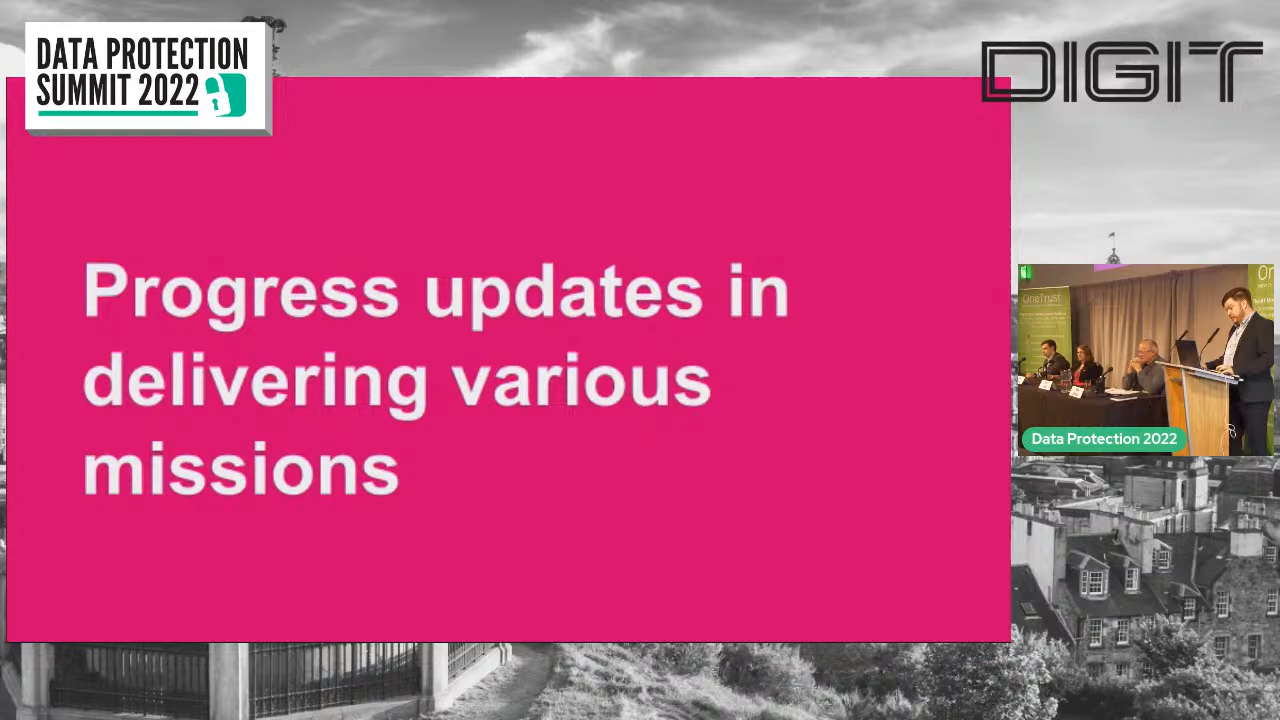 DATA PROTECTION
SUMMIT 2022
DIGIT
Progress updates in
delivering various
missions
OneTrust
Data Protection 2022